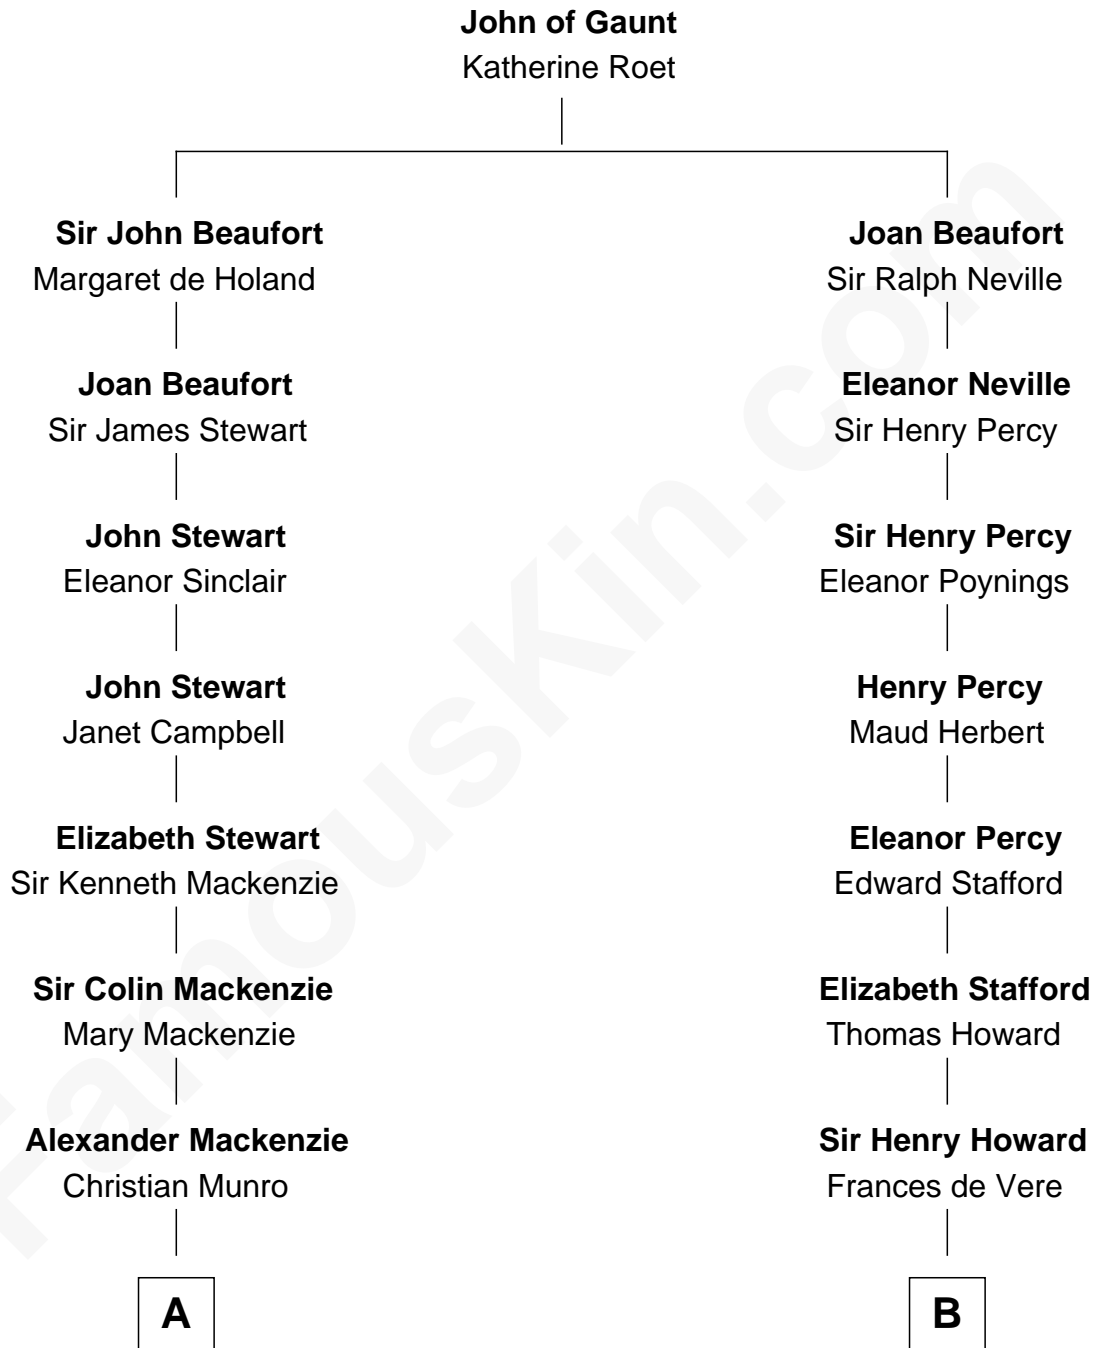 John of Gaunt
Katherine Roet
Sir John Beaufort
Margaret de Holand
Joan Beaufort
Sir James Stewart
John Stewart
Eleanor Sinclair
John Stewart
Janet Campbell
Elizabeth Stewart
Sir Kenneth Mackenzie
Sir Colin Mackenzie
Mary Mackenzie
Alexander Mackenzie
Christian Munro
A
Joan Beaufort
Sir Ralph Neville
Eleanor Neville
Sir Henry Percy
Sir Henry Percy
Eleanor Poynings
Henry Percy
Maud Herbert
Eleanor Percy
Edward Stafford
Elizabeth Stafford
Thomas Howard
Sir Henry Howard
Frances de Vere
B
FamousKin.com